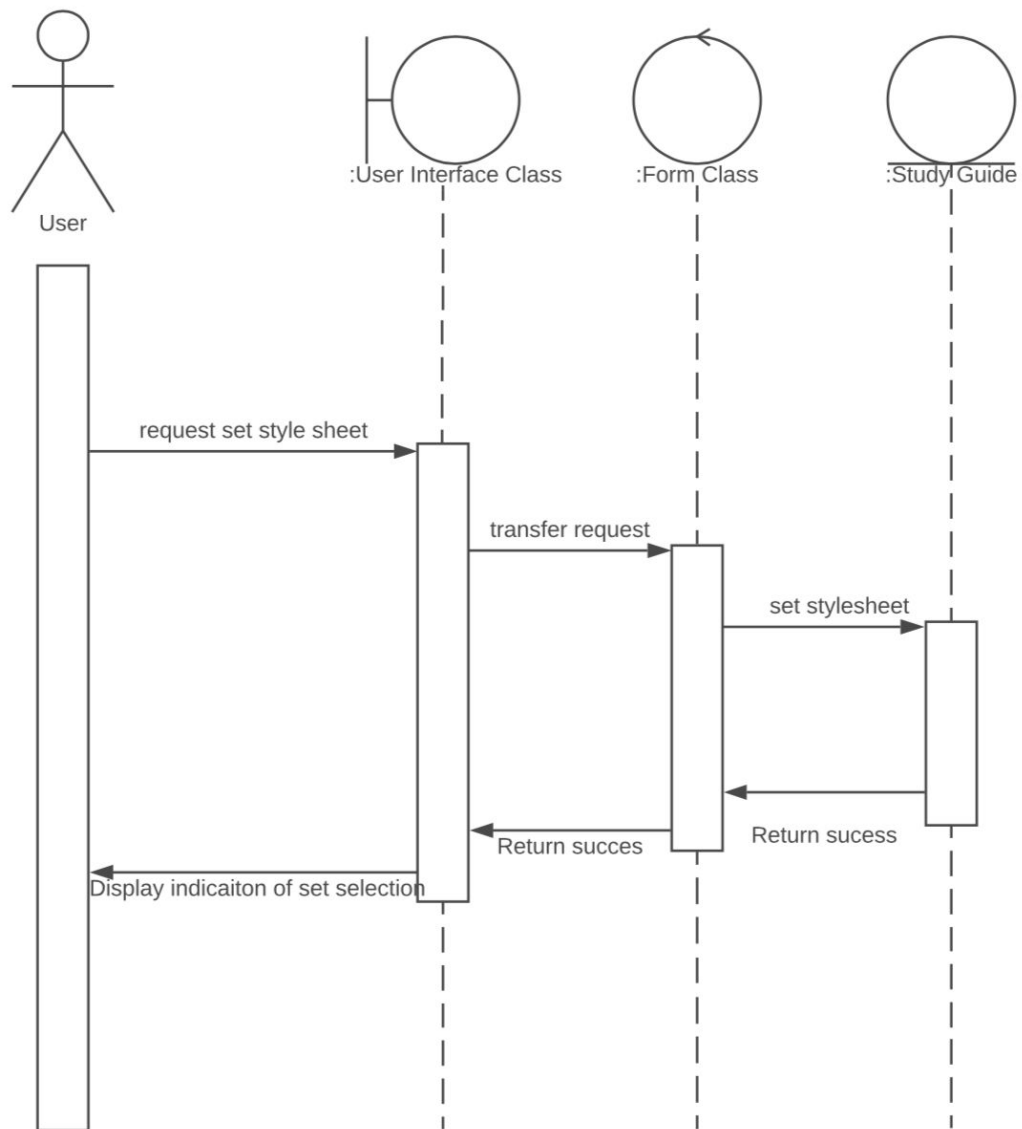 :User Interface Class
:Form Class
:Study Guide
User
request set style sheet
transfer request
set stylesheet
Return sucess
Return succes
Display indicaiton of set selection